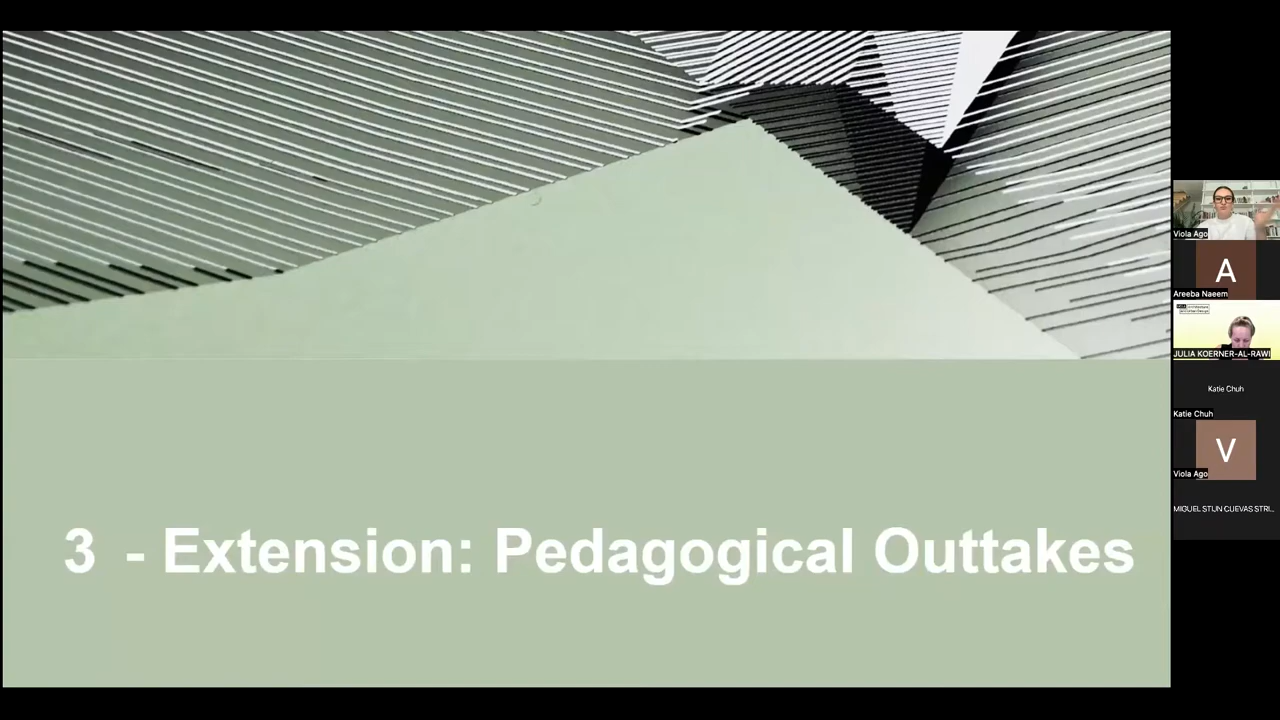 3 - Extension: Pedagogical Outtakes
Viola Ago
A
Areeba Naeem
JULIA KOERNER-AL-RAWI
Katie Chuh
Katie Chuh
V
Viola Ago
MIGUEL STUN CUEVAS STRI...